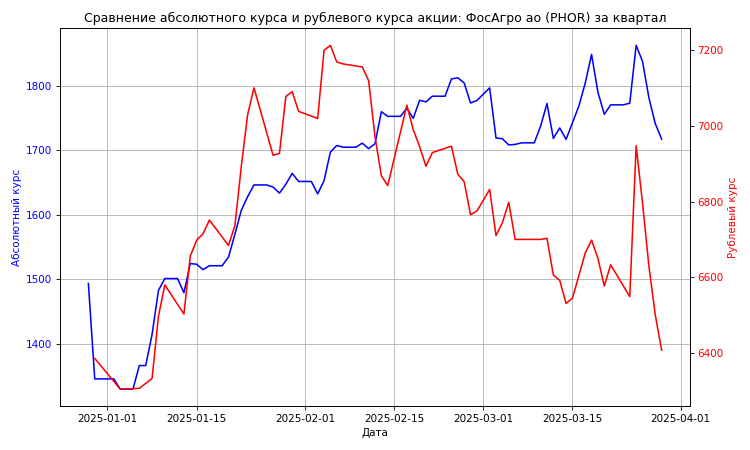 Сравнение абсолютного курса и рублевого курса акции: ФосАгро ао (PHOR) за квартал
Абсолютный курс
1800
1700
1600
1500
1400
7200
7000
6800
6600
6400
Рублевый курс
2025-01-01 2025-01-15 2025-02-01 2025-02-15 2025-03-01 2025-03-15 2025-04-01
Дата